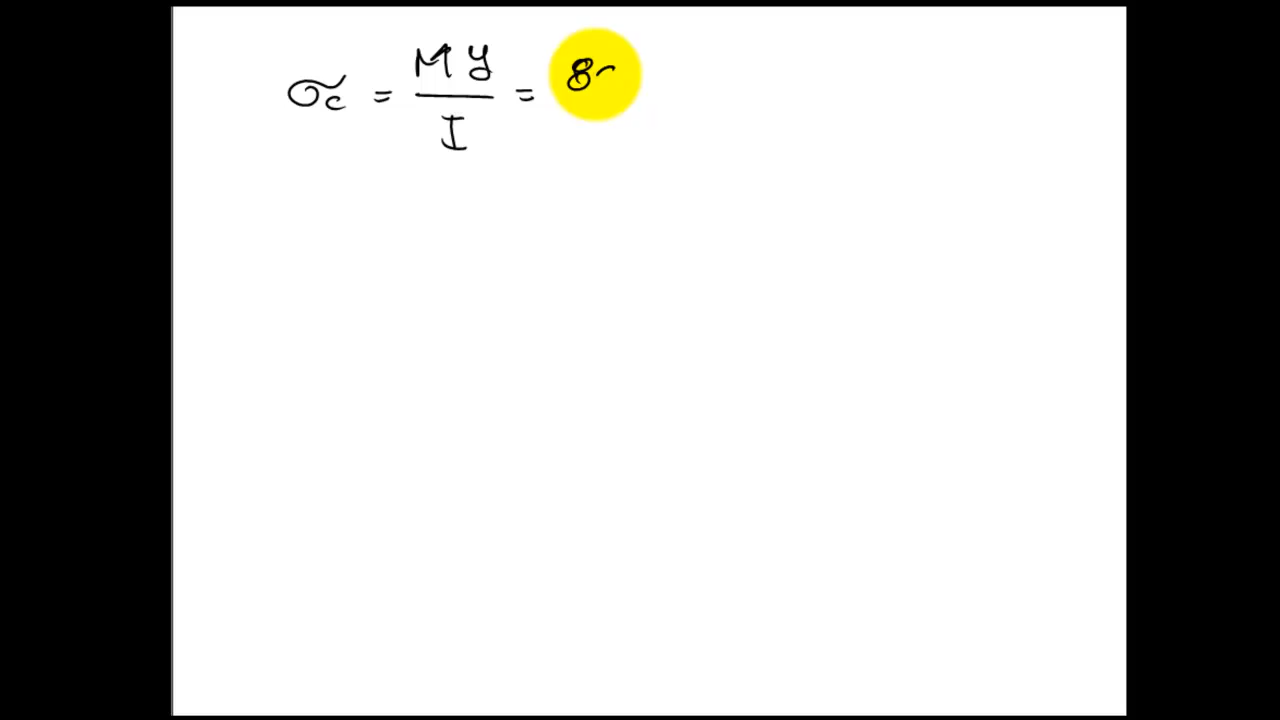 σc = My / I = 8